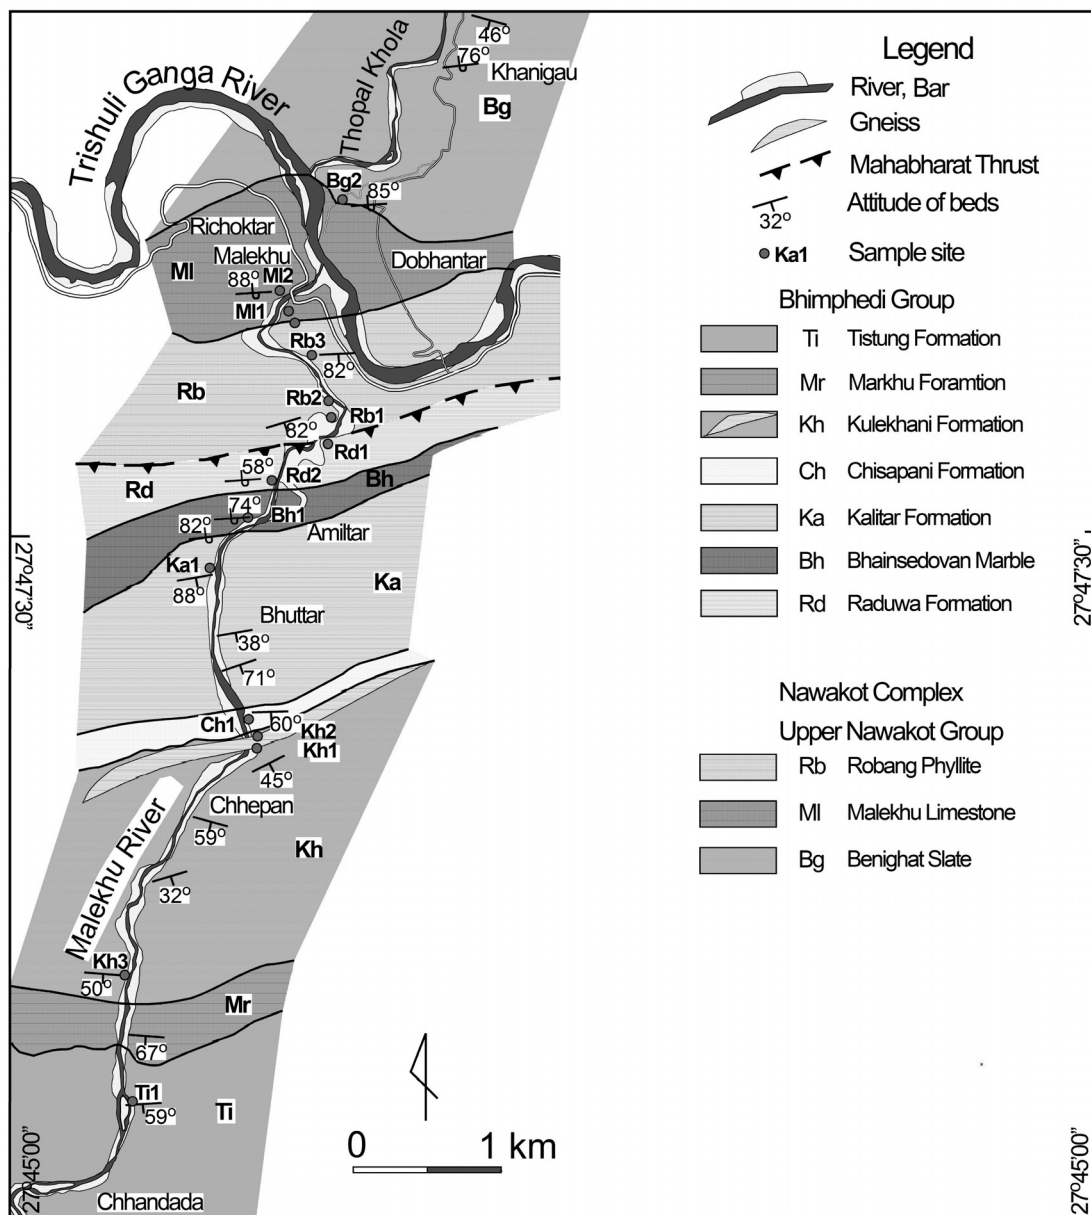 46°
76°
Khanigau
Thopal Khola
Bg
Trishuli Ganga River
Bg2
85°
Richoktar
Malekhu
Dobhantar
Ml
88°
Ml2
Ml1
Rb3
82°
Rb
Rb2
Rb1
82°
Rd1
58°
Rd2
Bh
Rd
74°
Bh1
82°
Amiltar
Ka1
88°
Ka
Bhuttar
38°
71°
Ch1
60°
Kh2
Kh1
45°
Chhepan
59°
Kh
Malekhu River
32°
Kh3
50°
Mr
67°
Ti1
59°
Ti
Chhandada
27°47'30"
27°45'00"
27°47'30"
27°45'00"
0 1 km
Legend
River, Bar
Gneiss
Mahabharat Thrust
32° Attitude of beds
Ka1 Sample site
Bhimphedi Group
Ti Tistung Formation
Mr Markhu Foramtion
Kh Kulekhani Formation
Ch Chisapani Formation
Ka Kalitar Formation
Bh Bhainsedovan Marble
Rd Raduwa Formation
Nawakot Complex
Upper Nawakot Group
Rb Robang Phyllite
Ml Malekhu Limestone
Bg Benighat Slate